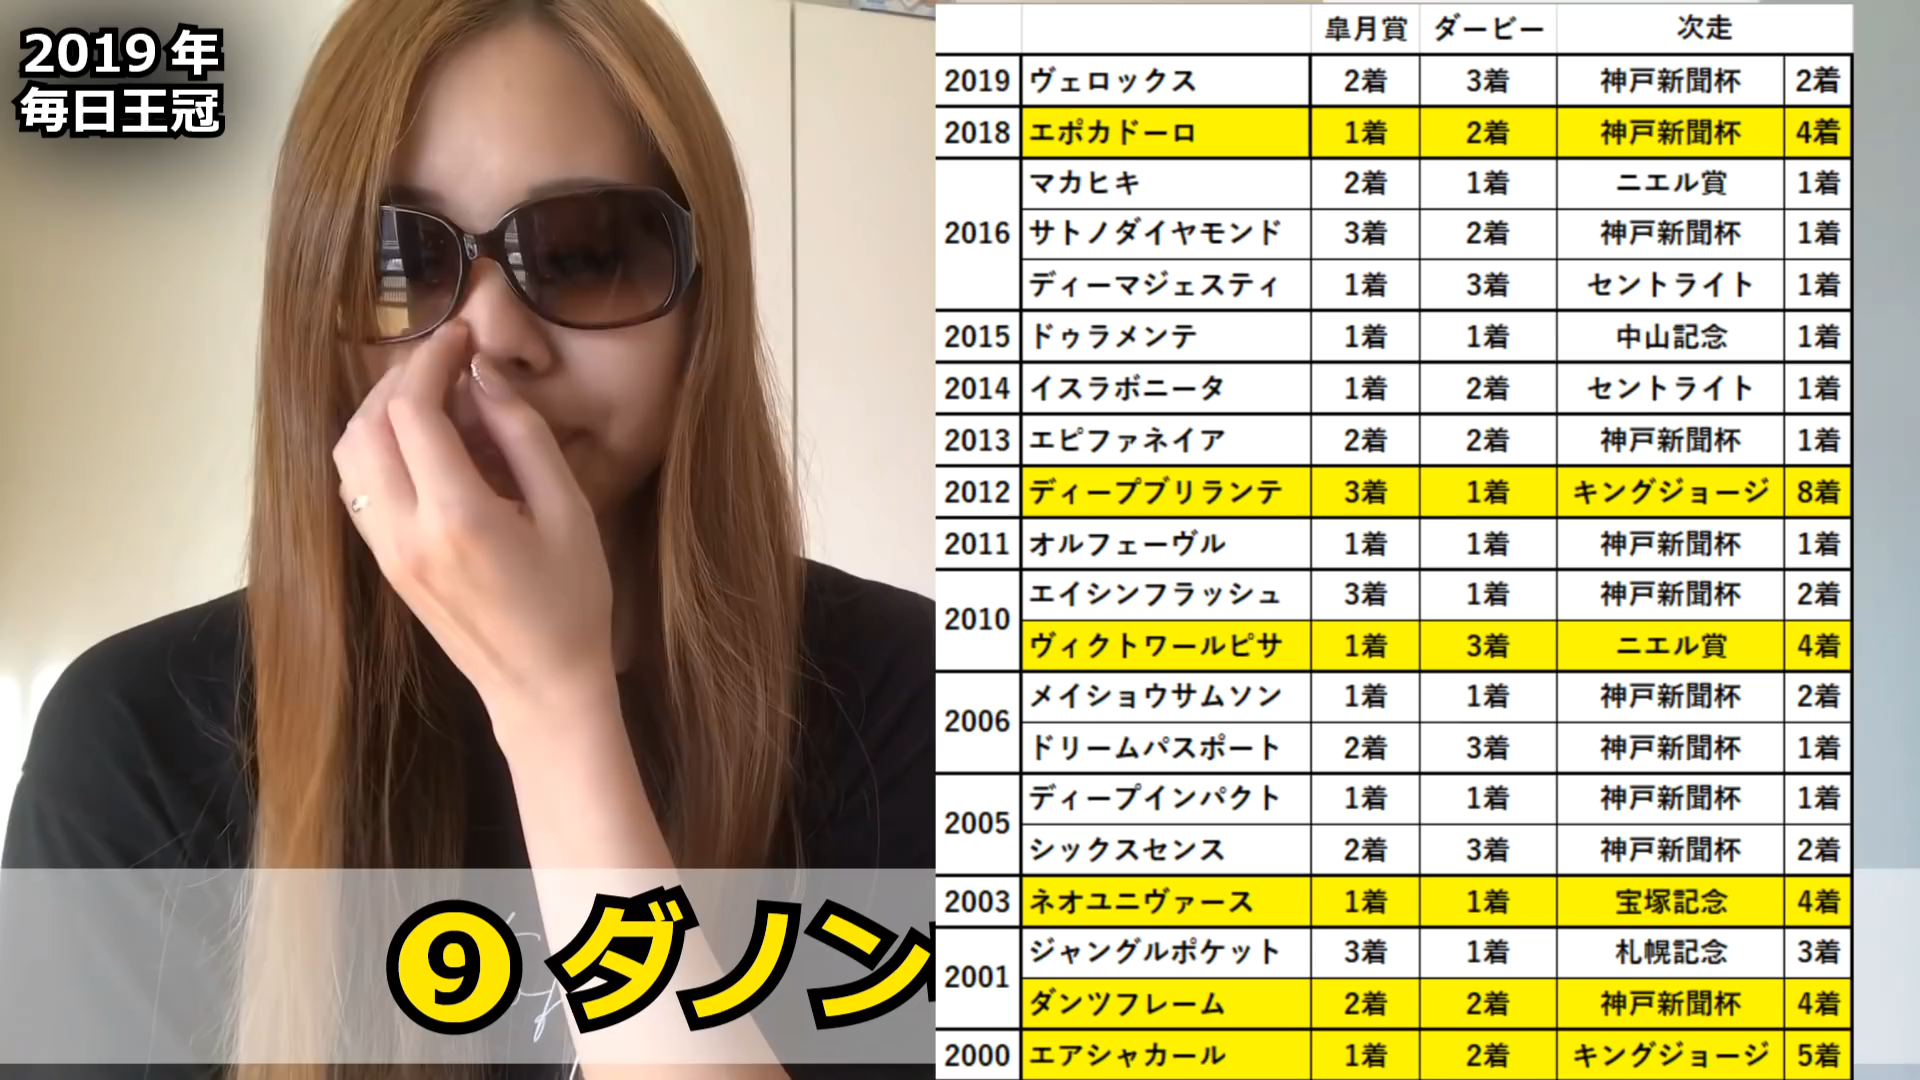 2019年
毎日王冠
皐月賞 ダービー 次走
2019 ヴェロックス 2着 3着 神戸新聞杯 2着
2018 エポカドーロ 1着 2着 神戸新聞杯 4着
2016 マカヒキ 2着 1着 ニエル賞 1着
サトノダイヤモンド 3着 2着 神戸新聞杯 1着
ディーマジェスティ 1着 3着 セントライト 1着
2015 ドゥラメンテ 1着 1着 中山記念 1着
2014 イスラボニータ 1着 2着 セントライト 1着
2013 エピファネイア 2着 2着 神戸新聞杯 1着
2012 ディープブリランテ 3着 1着 キングジョージ 8着
2011 オルフェーヴル 1着 1着 神戸新聞杯 1着
2010 エイシンフラッシュ 3着 1着 神戸新聞杯 2着
ヴィクトワールピサ 1着 3着 ニエル賞 4着
2006 メイショウサムソン 1着 1着 神戸新聞杯 2着
ドリームパスポート 2着 3着 神戸新聞杯 1着
2005 ディープインパクト 1着 1着 神戸新聞杯 1着
シックスセンス 2着 3着 神戸新聞杯 2着
2003 ネオユニヴァース 1着 1着 宝塚記念 4着
2001 ジャングルポケット 3着 1着 札幌記念 3着
ダンツフレーム 2着 2着 神戸新聞杯 4着
2000 エアシャカール 1着 2着 キングジョージ 5着
⑨ダノン